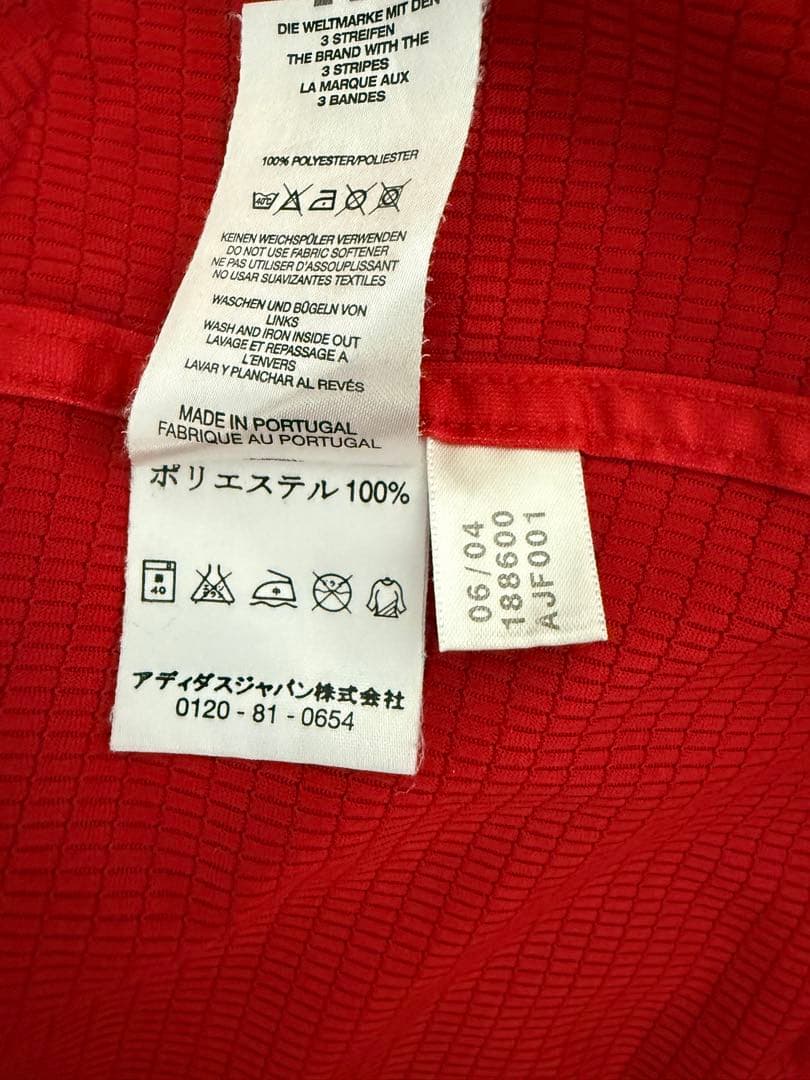 DIE WELTMARKE MIT DEN
3 STREIFEN
THE BRAND WITH THE
3 STRIPES
LA MARQUE AUX
3 BANDES
100% POLYESTER/POLIESTER
40°C
KEINEN WEICHSPÜLER VERWENDEN
DO NOT USE FABRIC SOFTENER
NE PAS UTILISER D'ASSOUPLISSANT
NO USAR SUAVIZANTES TEXTILES
WASCHEN UND BÜGELN VON
LINKS
WASH AND IRON INSIDE OUT
LAVAGE ET REPASSAGE A
L'ENVERS
LAVAR Y PLANCHAR AL REVÉS
MADE IN PORTUGAL
FABRIQUE AU PORTUGAL
ポリエステル 100%
40
中
アディダスジャパン株式会社
0120 - 81 - 0654
06/04
188600
AJF001